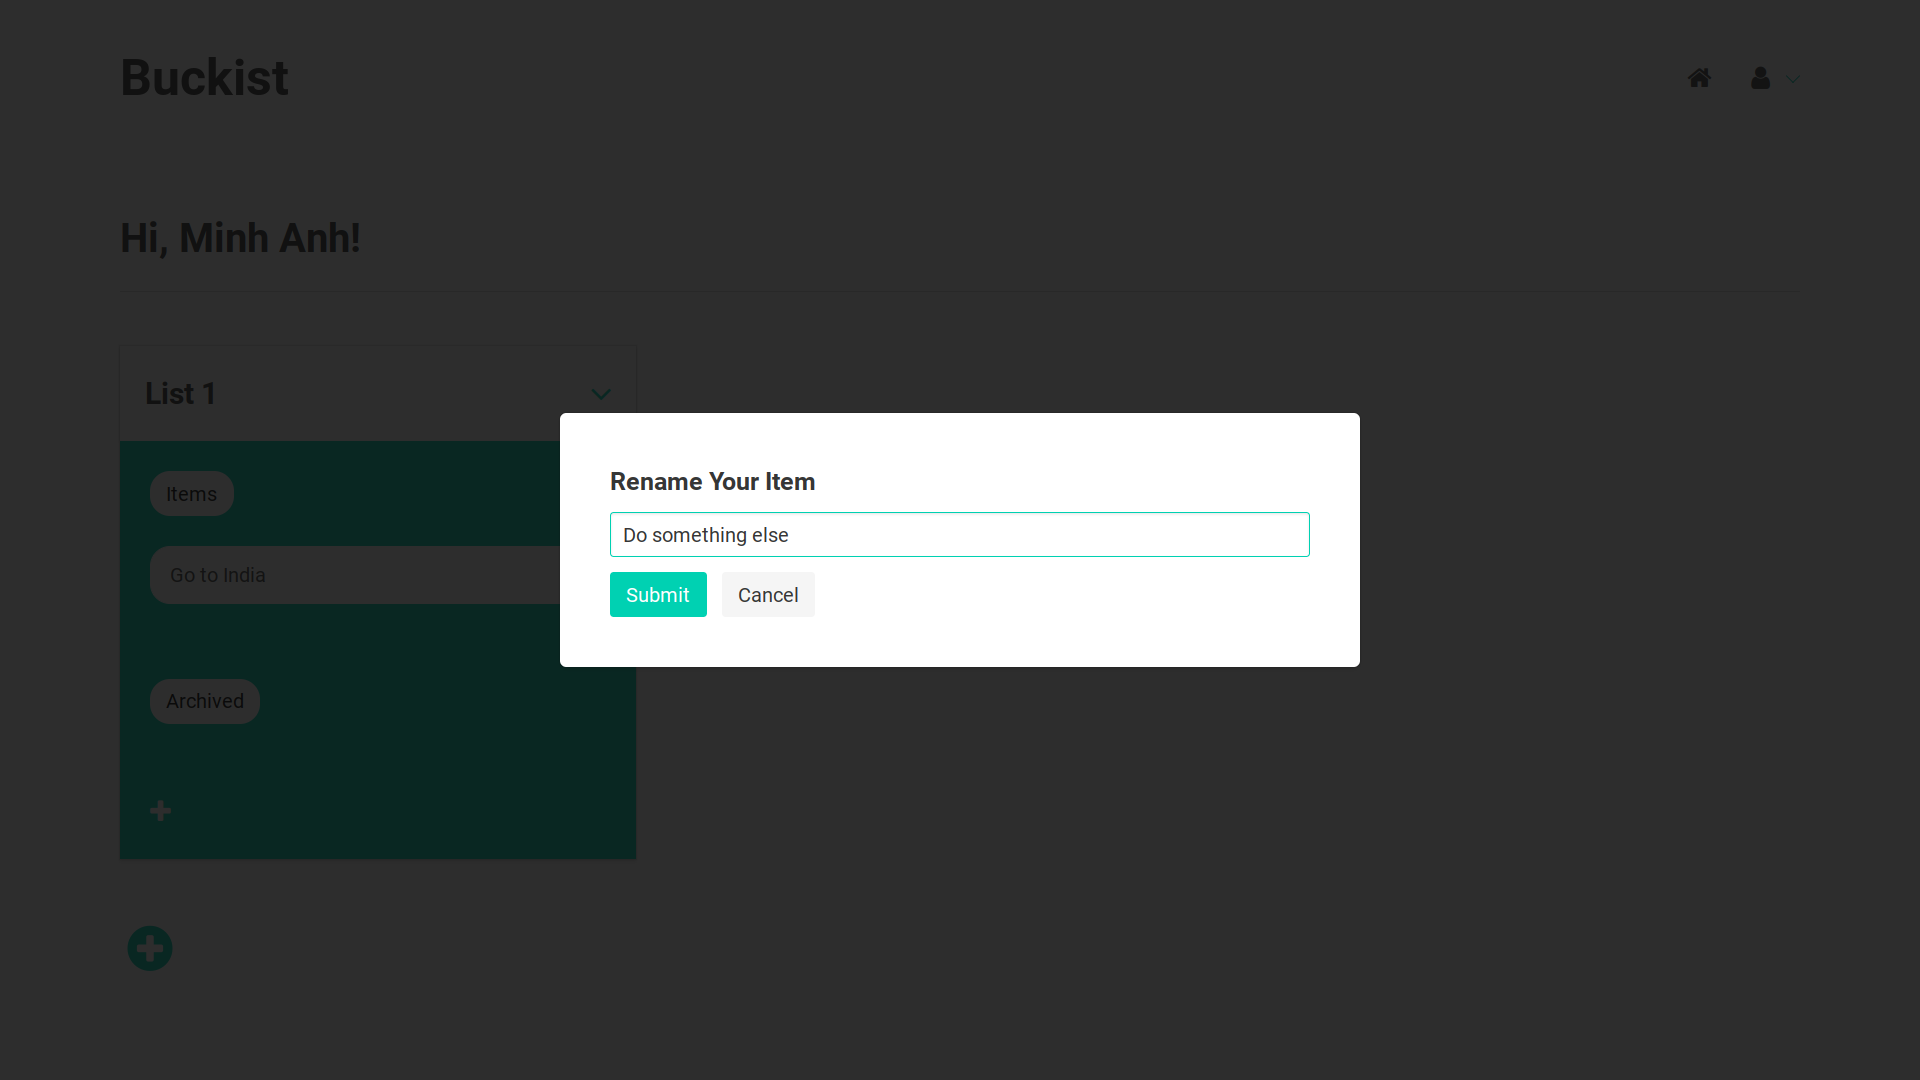 Buckist
Hi, Minh Anh!
List 1
Items
Go to India
Archived
Rename Your Item
Do something else
Submit
Cancel